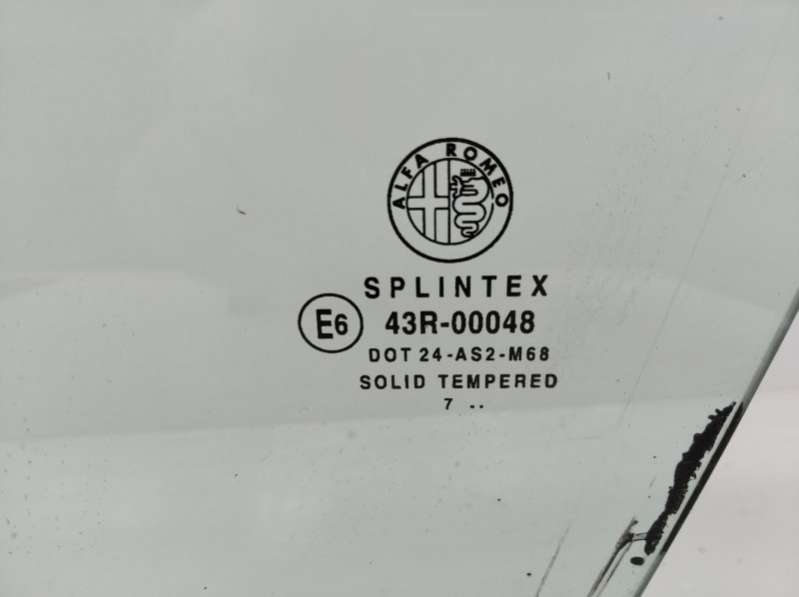 ALFA ROMEO
SPLINTEX
E6 43R-00048
DOT 24-AS2-M68
SOLID TEMPERED
7 ..